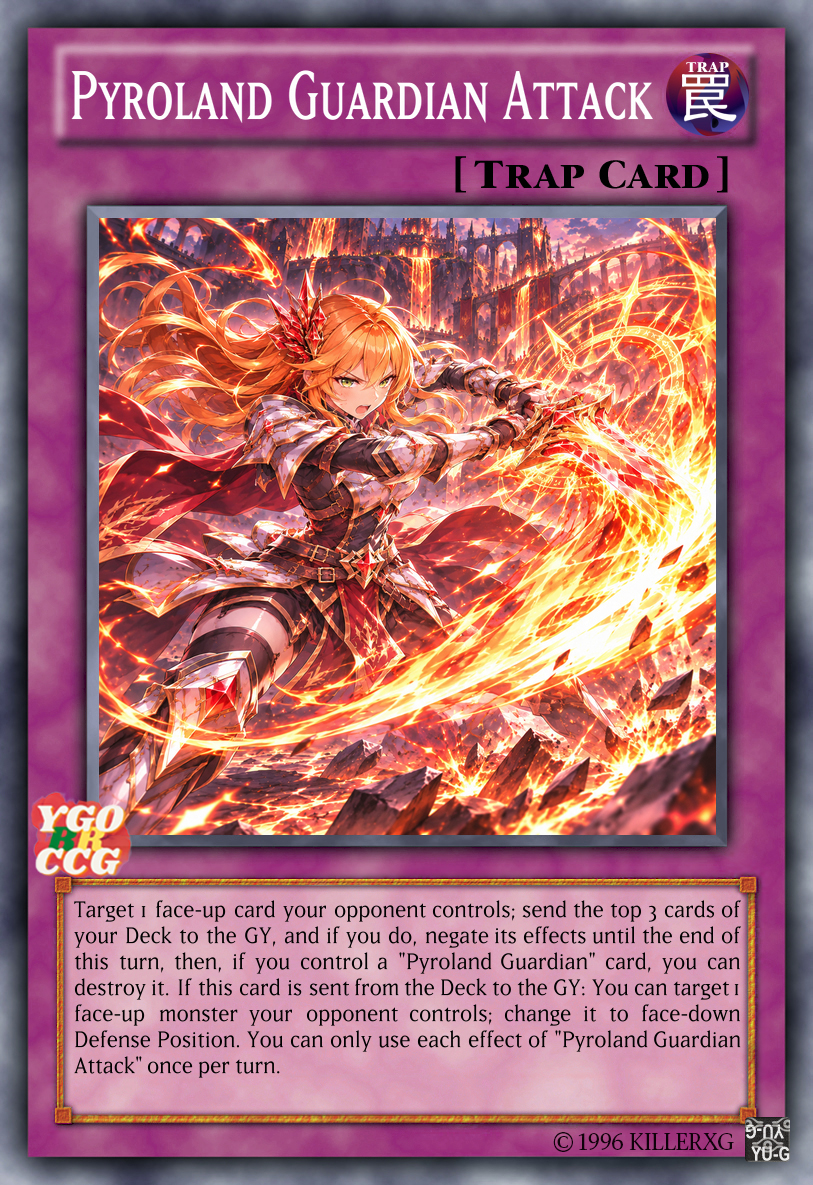 Pyroland Guardian Attack
TRAP
罠
[Trap Card]
YGO
BR
CCG
Target 1 face-up card your opponent controls; send the top 3 cards of
your Deck to the GY, and if you do, negate its effects until the end of
this turn, then, if you control a "Pyroland Guardian" card, you can
destroy it. If this card is sent from the Deck to the GY: You can target 1
face-up monster your opponent controls; change it to face-down
Defense Position. You can only use each effect of "Pyroland Guardian
Attack" once per turn.
© 1996 KILLERXG
YU-G
YU-G